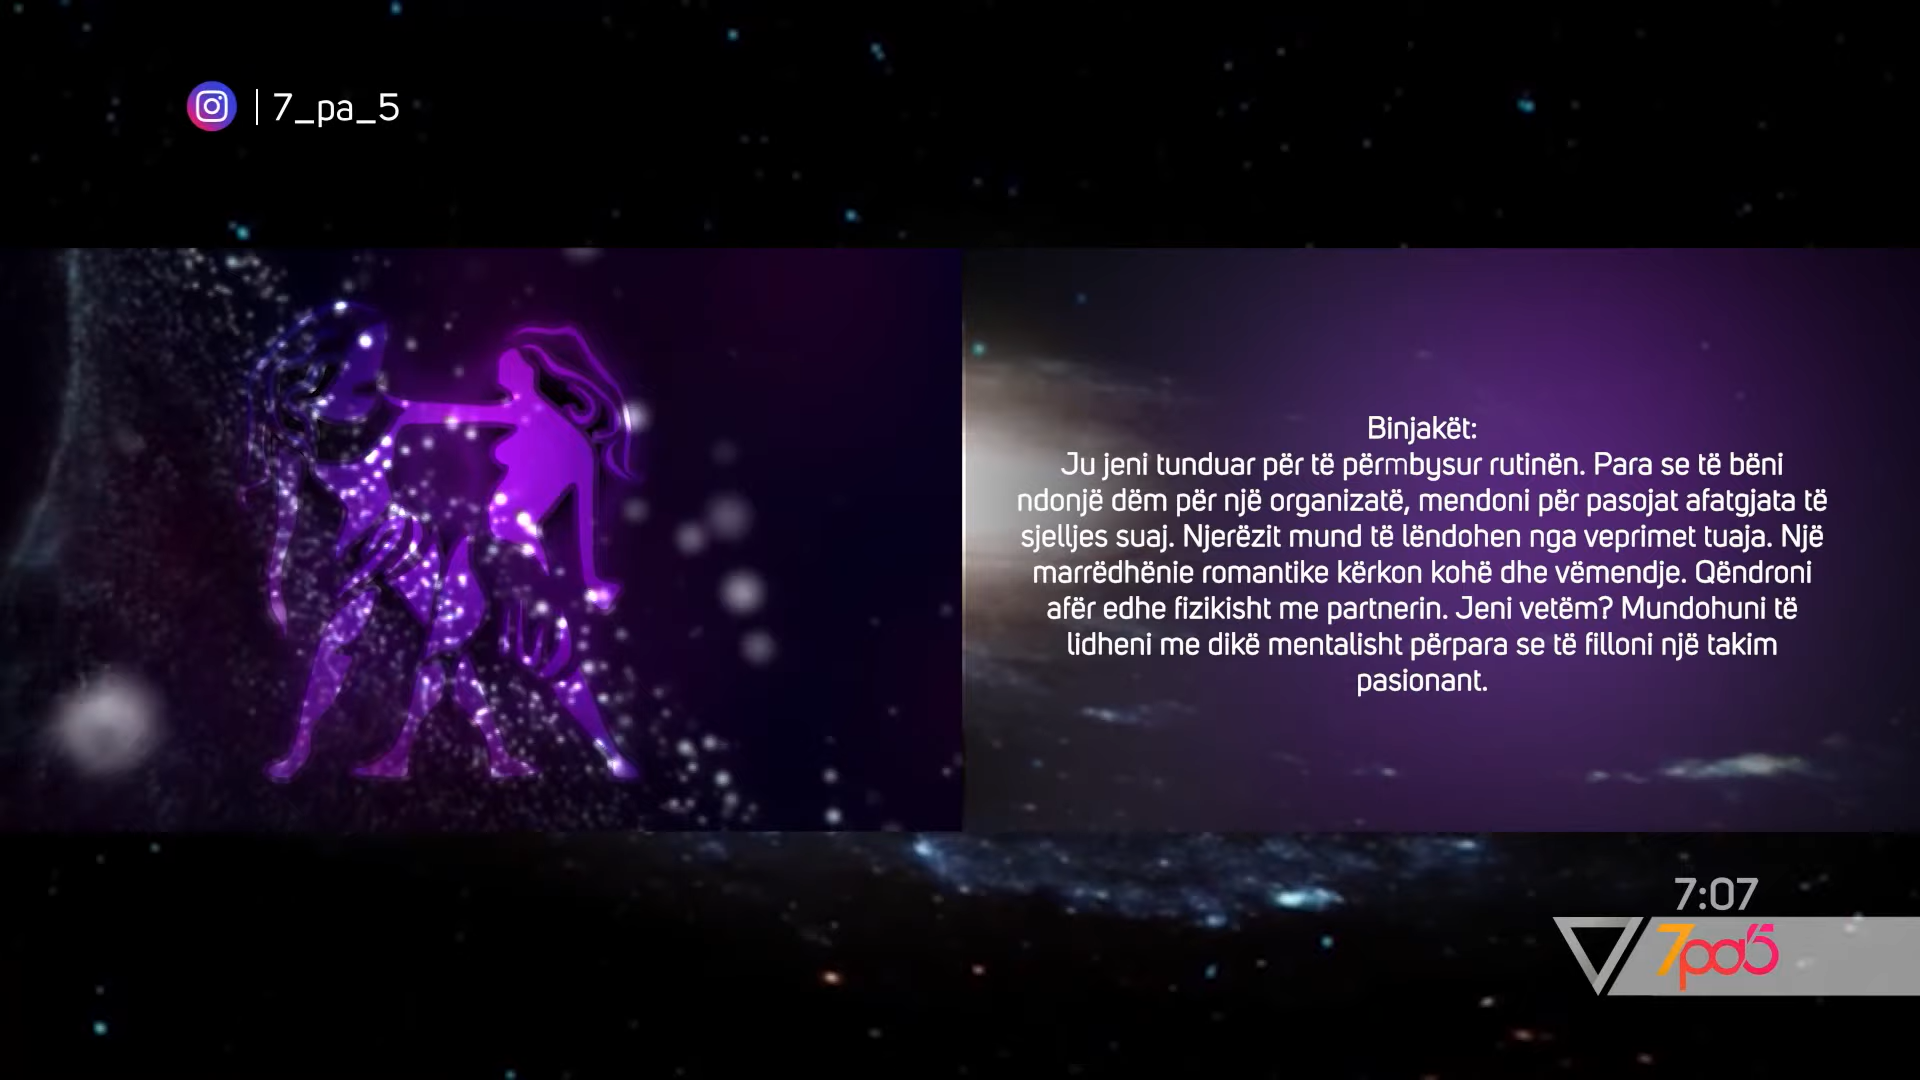 7_pa_5
Binjakët:
Ju jeni tunduar për të përmbysur rutinën. Para se të bëni
ndonjë dëm për një organizatë, mendoni për pasojat afatgjata të
sjelljes suaj. Njerëzit mund të lëndohen nga veprimet tuaja. Një
marrëdhënie romantike kërkon kohë dhe vëmendje. Qëndroni
afër edhe fizikisht me partnerin. Jeni vetëm? Mundohuni të
lidheni me dikë mentalisht përpara se të filloni një takim
pasionant.
7:07
7pa5